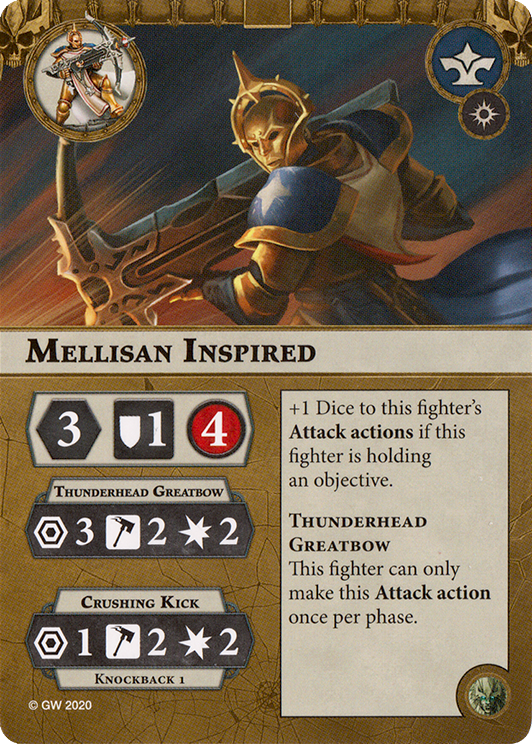 Mellisan Inspired
3 1 4
Thunderhead Greatbow
3 2 2
Crushing Kick
1 2 2
Knockback 1
+1 Dice to this fighter's
Attack actions if this
fighter is holding
an objective.
Thunderhead
Greatbow
This fighter can only
make this Attack action
once per phase.
© GW 2020